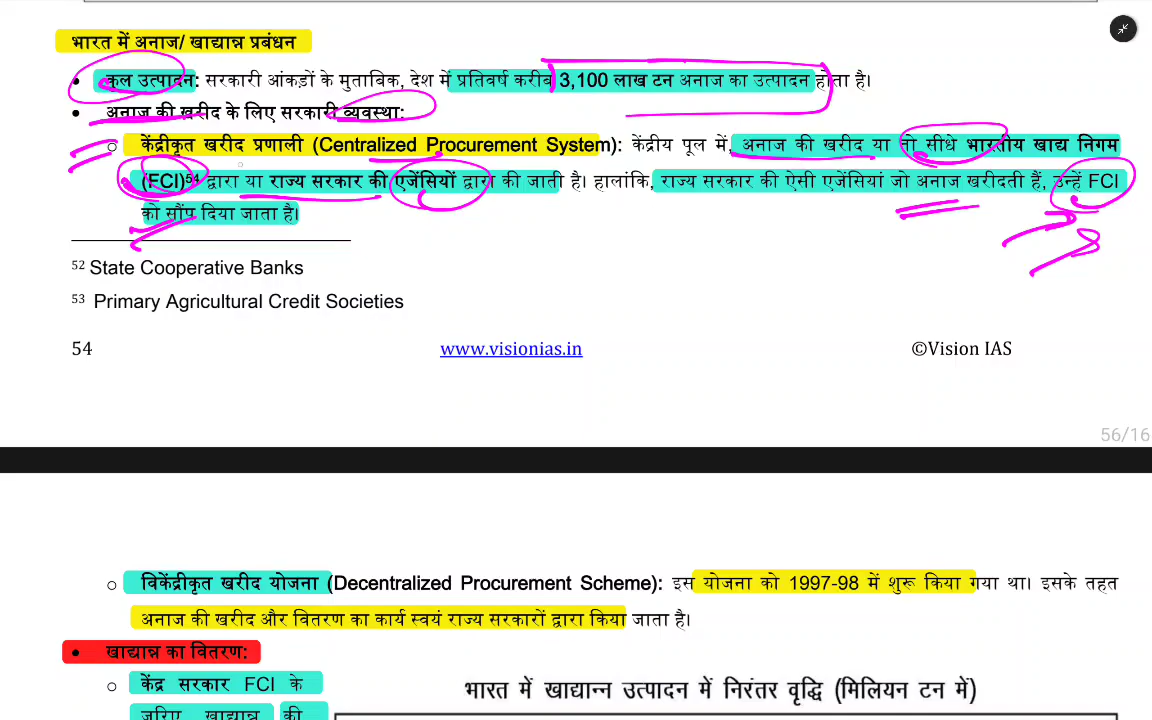 भारत में अनाज/ खाद्यान्न प्रबंधन
• कुल उत्पादन: सरकारी आंकड़ों के मुताबिक, देश में प्रतिवर्ष करीब 3,100 लाख टन अनाज का उत्पादन होता है।
• अनाज की खरीद के लिए सरकारी व्यवस्था:
o केंद्रीकृत खरीद प्रणाली (Centralized Procurement System): केंद्रीय पूल में, अनाज की खरीद या तो सीधे भारतीय खाद्य निगम
(FCI)54 द्वारा या राज्य सरकार की एजेंसियों द्वारा की जाती है। हालांकि, राज्य सरकार की ऐसी एजेंसियां जो अनाज खरीदती हैं, उन्हें FCI
को सौंप दिया जाता है।
52 State Cooperative Banks
53 Primary Agricultural Credit Societies
54 www.visionias.in ©Vision IAS
56/16
o विकेंद्रीकृत खरीद योजना (Decentralized Procurement Scheme): इस योजना को 1997-98 में शुरू किया गया था। इसके तहत
अनाज की खरीद और वितरण का कार्य स्वयं राज्य सरकारों द्वारा किया जाता है।
• खाद्यान्न का वितरण:
o केंद्र सरकार FCI के
भारत में खाद्यान्न उत्पादन में निरंतर वृद्धि (मिलियन टन में)
जरिए खाद्यान्न की